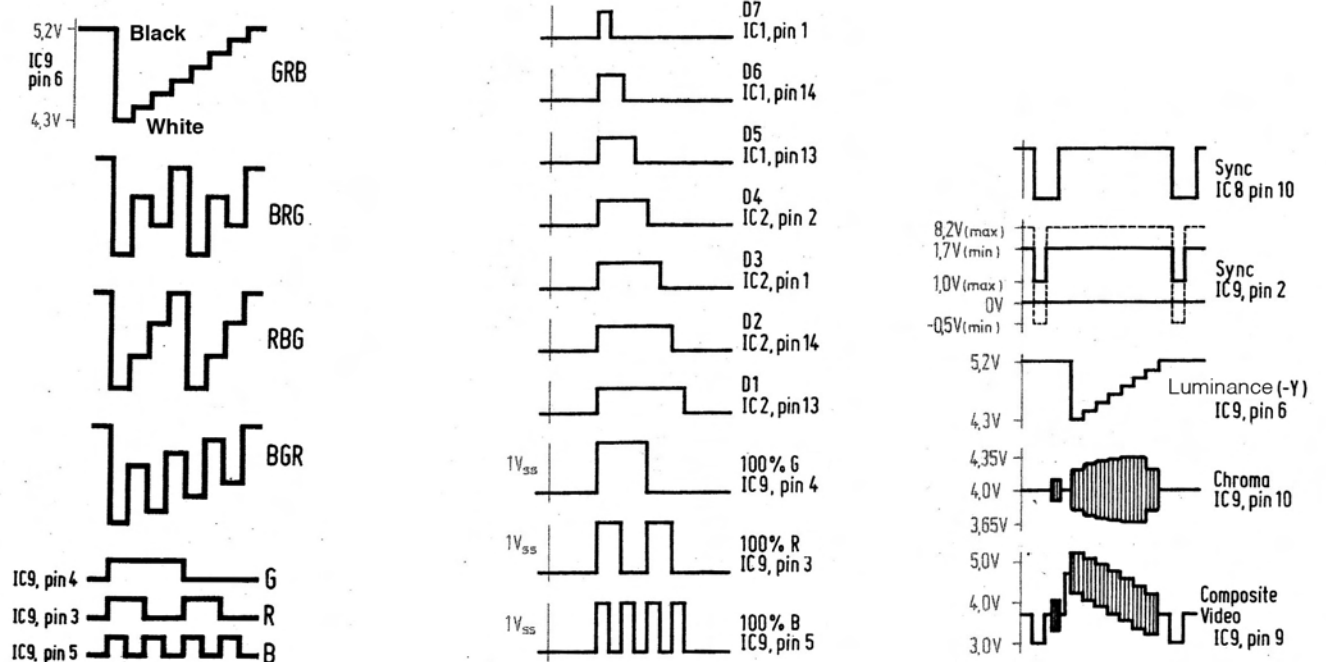 5,2V
Black
IC9
pin 6
GRB
4,3V
White
BRG
RBG
BGR
IC9, pin 4
G
IC9, pin 3
R
IC9, pin 5
B
D7
IC1, pin 1
D6
IC1, pin 14
D5
IC1, pin 13
D4
IC2, pin 2
D3
IC2, pin 1
D2
IC2, pin 14
D1
IC2, pin 13
1Vss
100% G
IC9, pin 4
1Vss
100% R
IC9, pin 3
1Vss
100% B
IC9, pin 5
Sync
IC8 pin 10
8,2V(max)
1,7V(min)
Sync
IC9, pin 2
1,0V(max)
0V
-0,5V(min)
5,2V
Luminance (-Y)
IC9, pin 6
4,3V
4,35V
Chroma
IC9, pin 10
4,0V
3,65V
5,0V
Composite
Video
IC9, pin 9
4,0V
3,0V